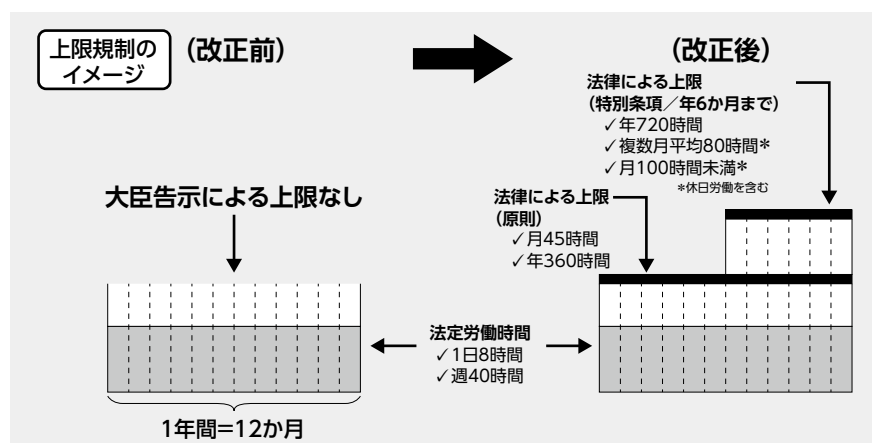 上限規制の
イメージ
（改正前）
（改正後）
法律による上限
（特別条項／年6か月まで）
✓年720時間
✓複数月平均80時間*
✓月100時間未満*
*休日労働を含む
大臣告示による上限なし
法律による上限
（原則）
✓月45時間
✓年360時間
法定労働時間
✓1日8時間
✓週40時間
1年間=12か月